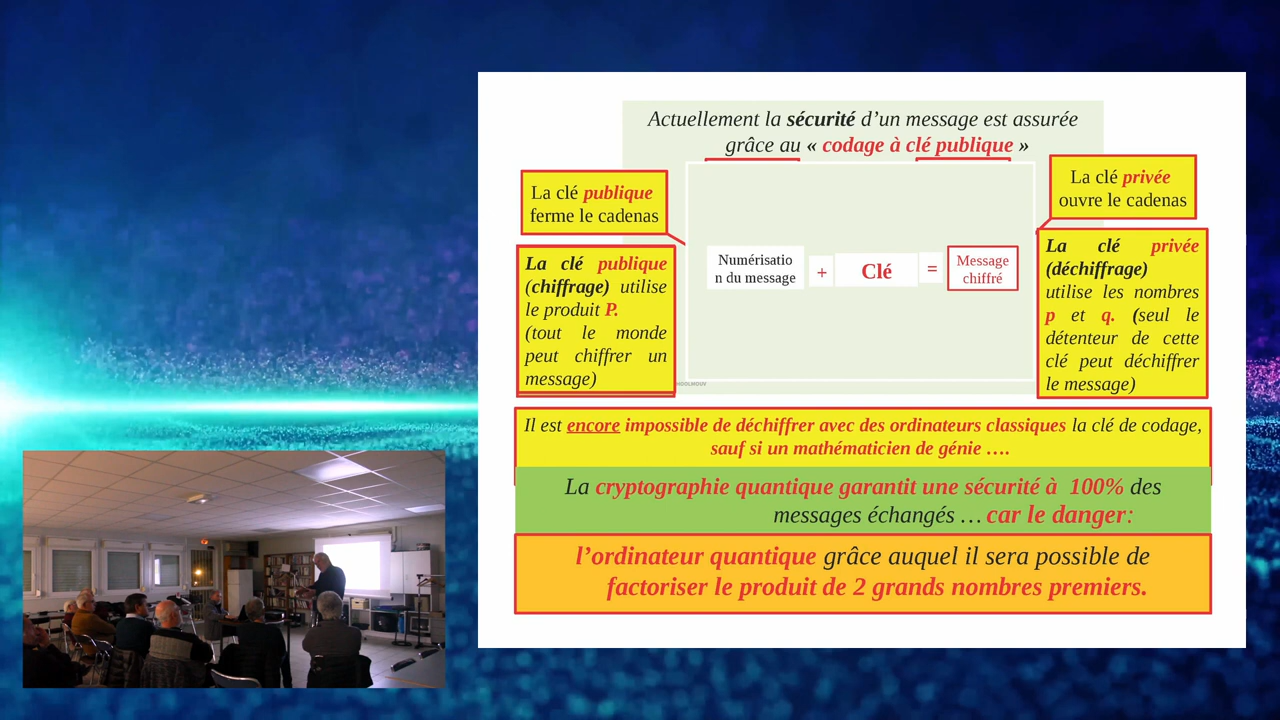 Actuellement la sécurité d’un message est assurée
grâce au « codage à clé publique »
La clé publique
ferme le cadenas
La clé privée
ouvre le cadenas
La clé publique
(chiffrage) utilise
le produit P.
(tout le monde
peut chiffrer un
message)
Numérisatio
n du message
+
Clé
=
Message
chiffré
La clé privée
(déchiffrage)
utilise les nombres
p et q. (seul le
détenteur de cette
clé peut déchiffrer
le message)
Il est encore impossible de déchiffrer avec des ordinateurs classiques la clé de codage,
sauf si un mathématicien de génie ….
La cryptographie quantique garantit une sécurité à 100% des
messages échangés … car le danger:
l’ordinateur quantique grâce auquel il sera possible de
factoriser le produit de 2 grands nombres premiers.